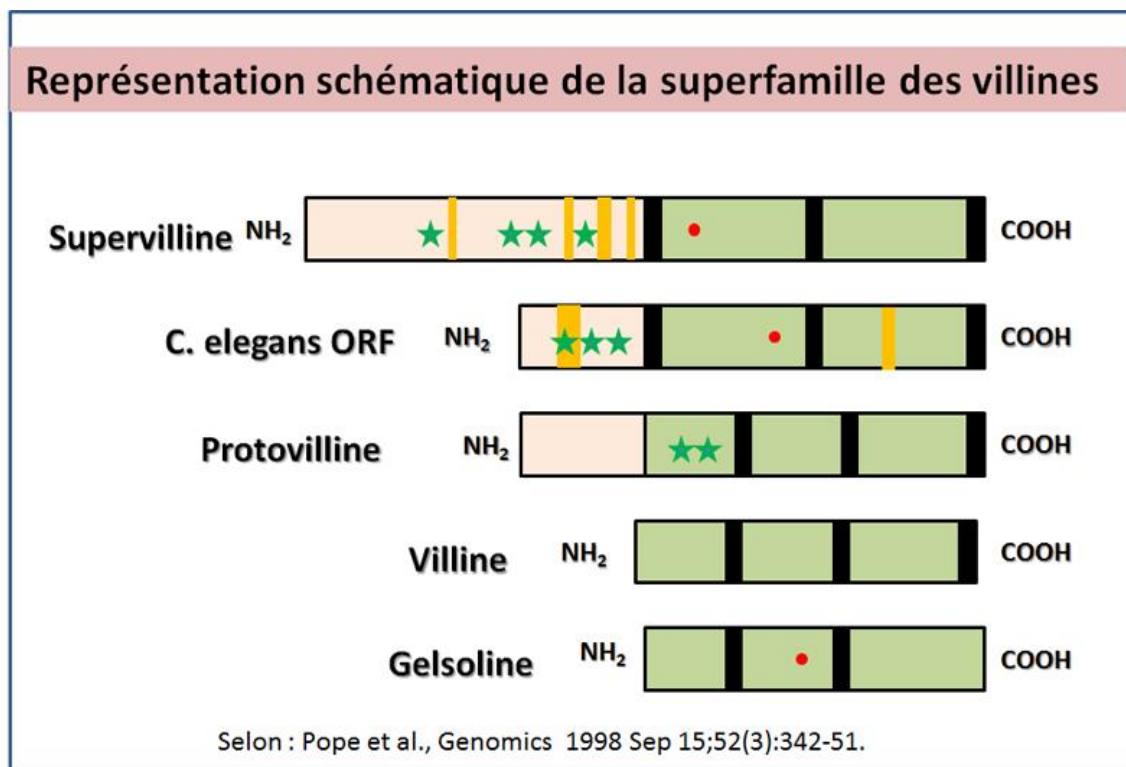 Représentation schématique de la superfamille des villines
Supervilline NH₂ COOH
C. elegans ORF NH₂ COOH
Protovilline NH₂ COOH
Villine NH₂ COOH
Gelsoline NH₂ COOH
Selon : Pope et al., Genomics 1998 Sep 15;52(3):342-51.